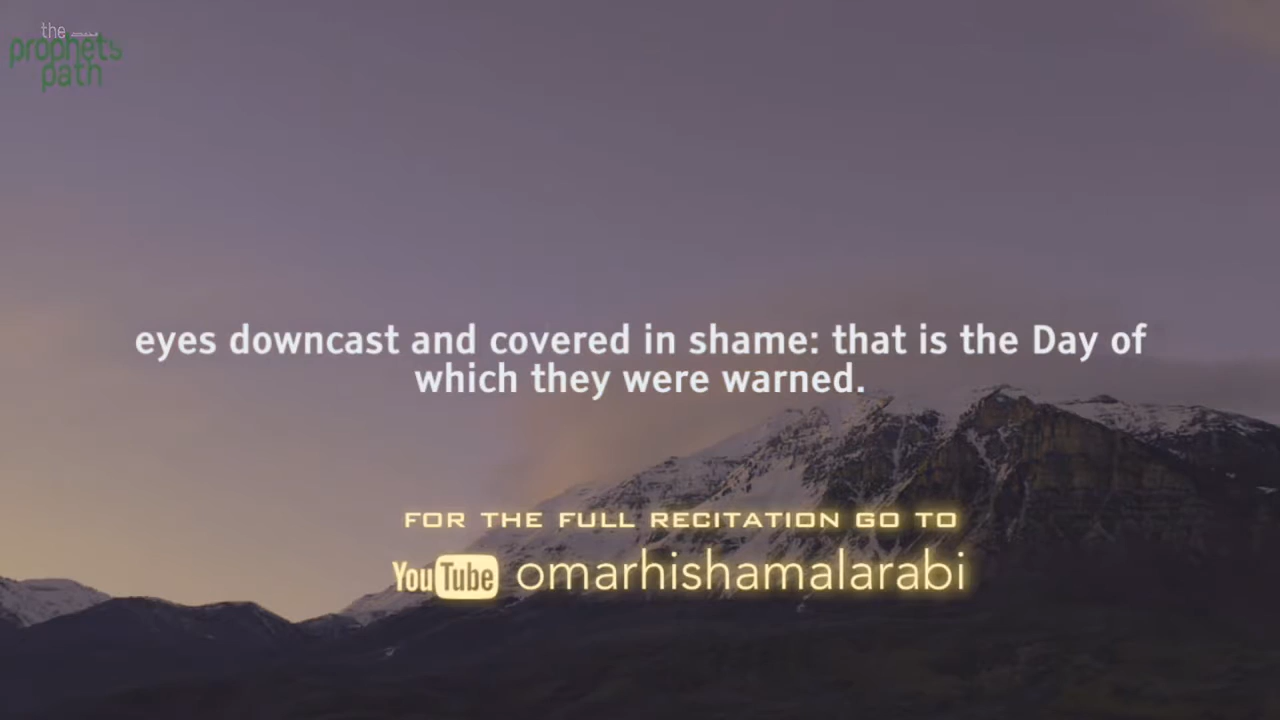 the
prophet's
path
eyes downcast and covered in shame: that is the Day of
which they were warned.
FOR THE FULL RECITATION GO TO
YouTube omarhishamalarabi